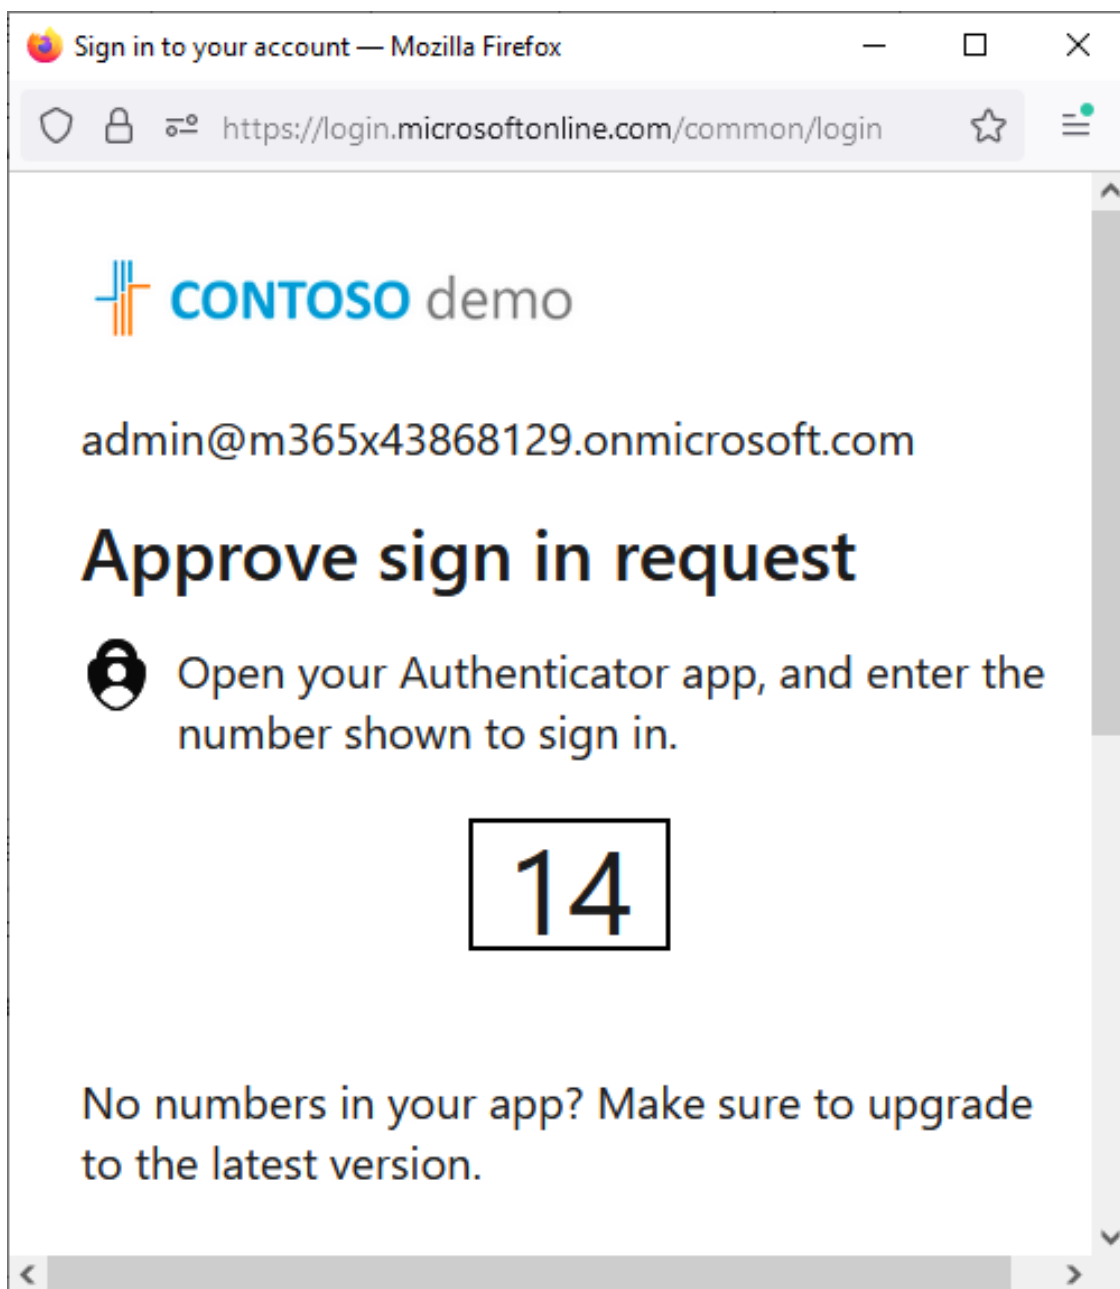 Sign in to your account — Mozilla Firefox
https://login.microsoftonline.com/common/login
CONTOSO demo
admin@m365x43868129.onmicrosoft.com
Approve sign in request
Open your Authenticator app, and enter the
number shown to sign in.
14
No numbers in your app? Make sure to upgrade
to the latest version.